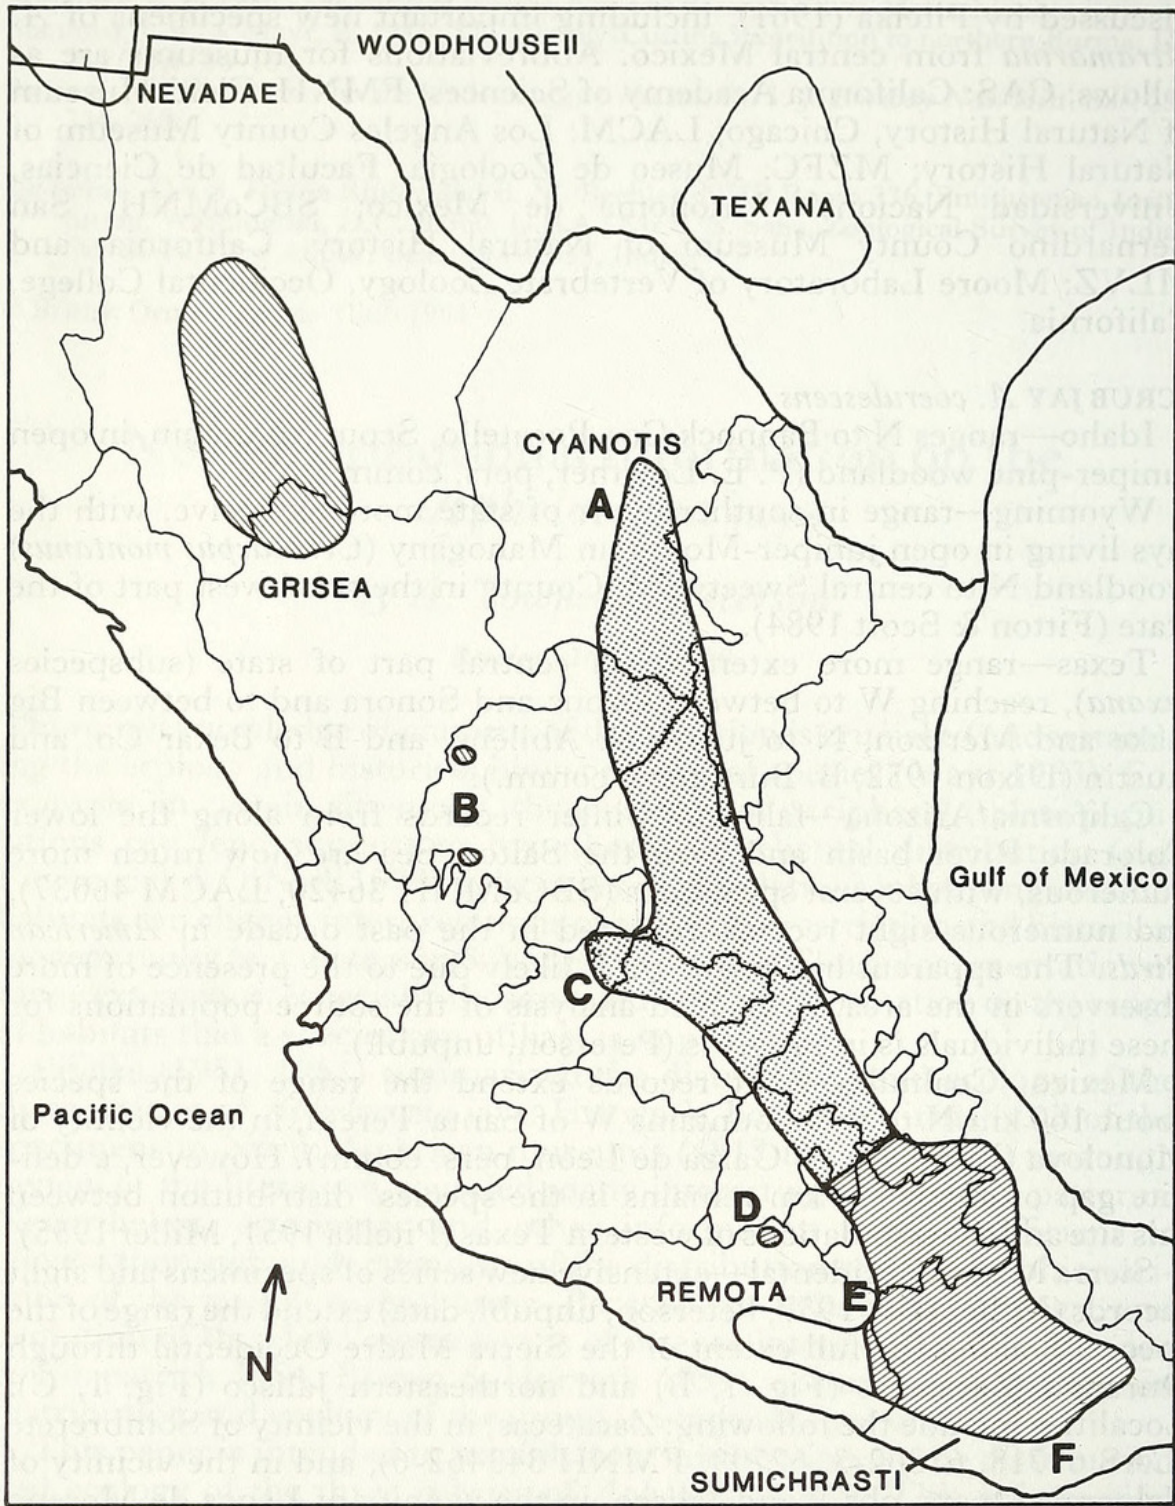 WOODHOUSEII
NEVADAE
TEXANA
CYANOTIS
A
GRISEA
B
Gulf of Mexico
C
Pacific Ocean
D
REMOTA
E
N
F
SUMICHRASTI